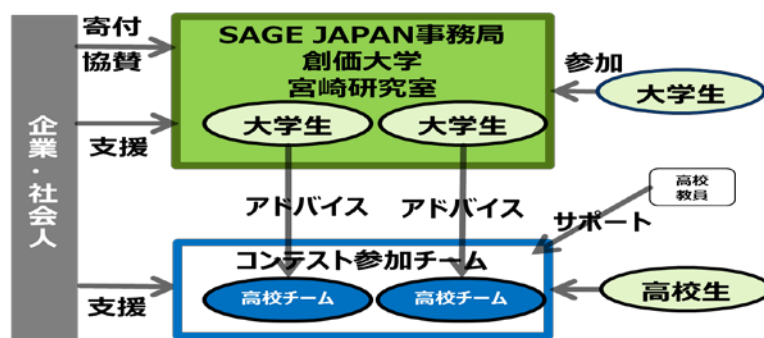 企業・社会人
寄付
協賛
支援
支援
SAGE JAPAN事務局
創価大学
宮崎研究室
大学生
大学生
参加
大学生
アドバイス
アドバイス
高校
教員
サポート
コンテスト参加チーム
高校チーム
高校チーム
高校生